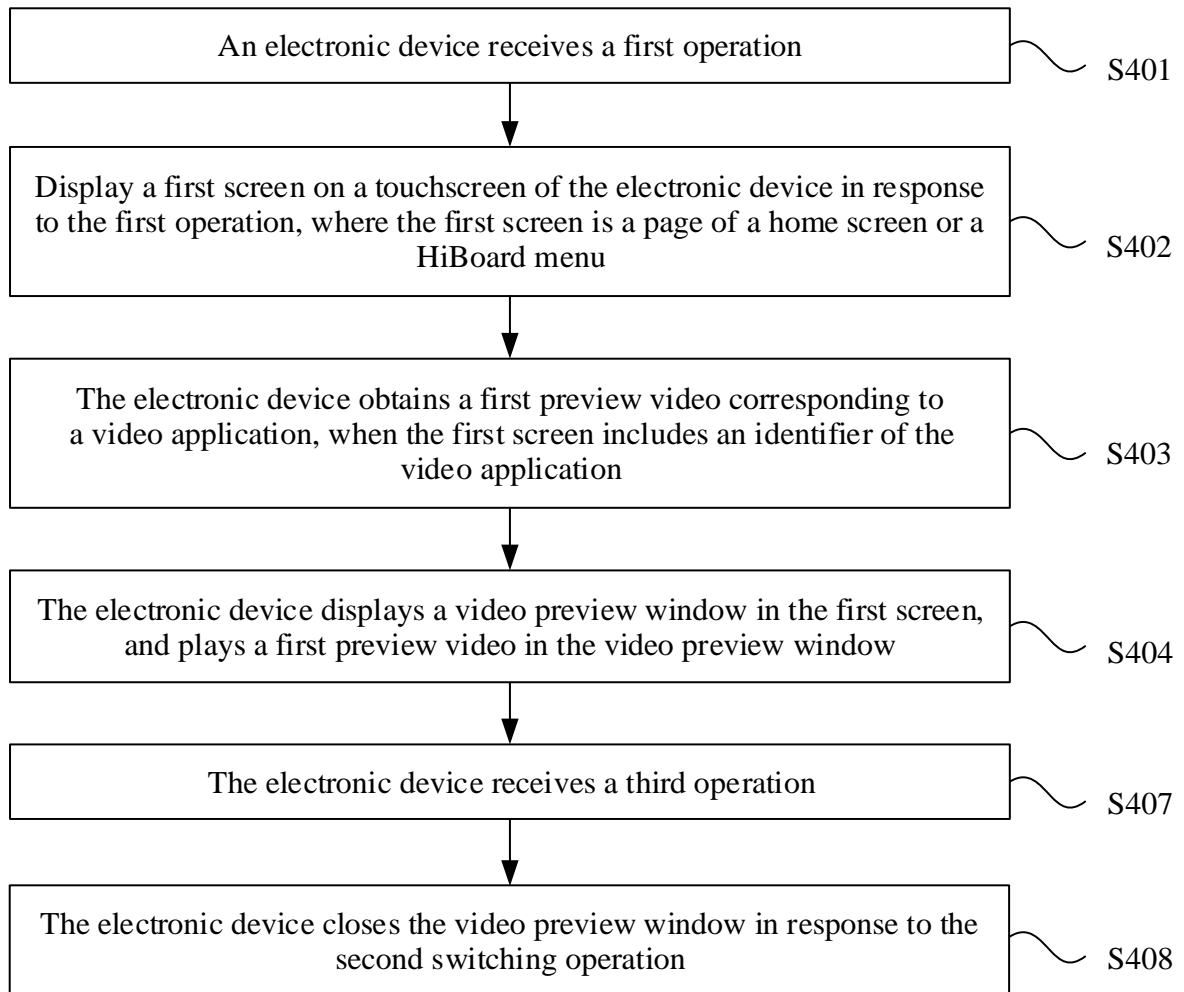 An electronic device receives a first operation
S401
Display a first screen on a touchscreen of the electronic device in response
to the first operation, where the first screen is a page of a home screen or a
HiBoard menu
S402
The electronic device obtains a first preview video corresponding to
a video application, when the first screen includes an identifier of the
video application
S403
The electronic device displays a video preview window in the first screen,
and plays a first preview video in the video preview window
S404
The electronic device receives a third operation
S407
The electronic device closes the video preview window in response to the
second switching operation
S408